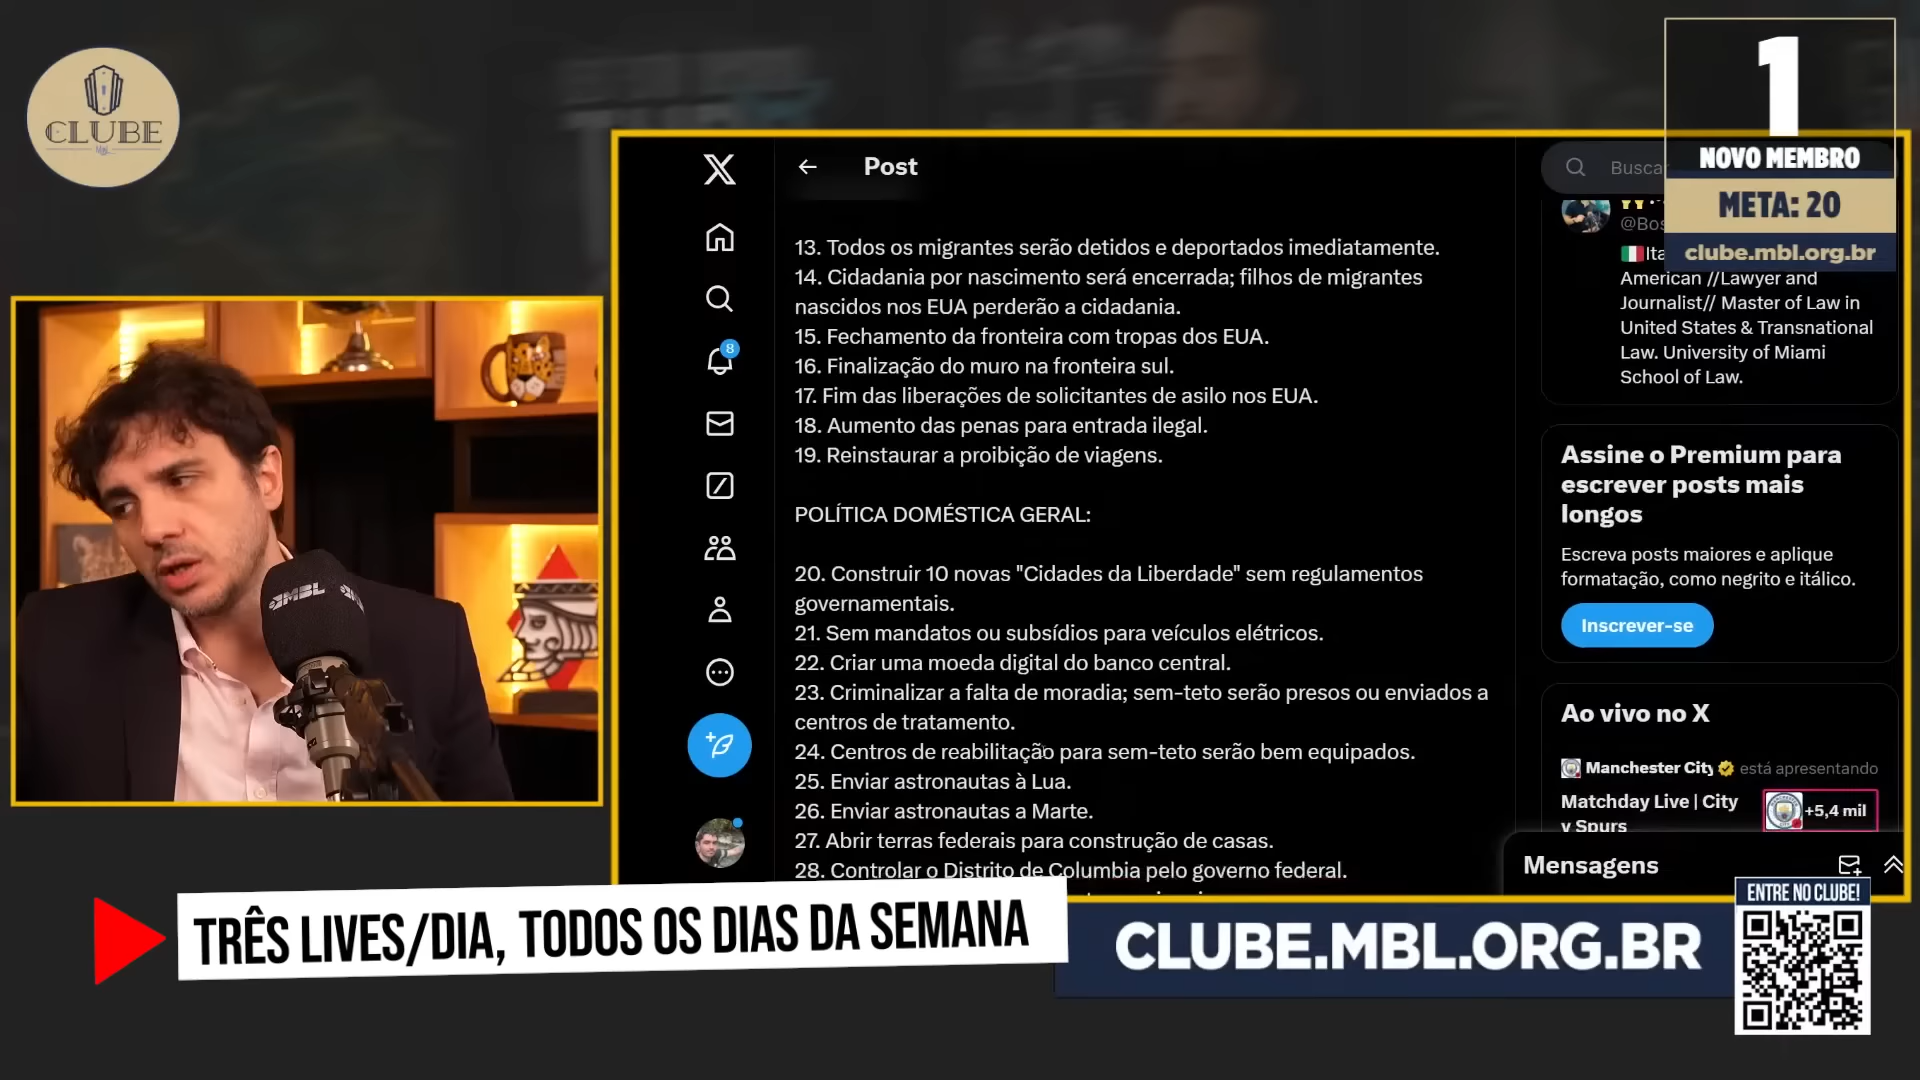 CLUBE
MBL
1
NOVO MEMBRO
META: 20
clube.mbl.org.br
Post
Busca
13. Todos os migrantes serão detidos e deportados imediatamente.
14. Cidadania por nascimento será encerrada; filhos de migrantes
nascidos nos EUA perderão a cidadania.
15. Fechamento da fronteira com tropas dos EUA.
16. Finalização do muro na fronteira sul.
17. Fim das liberações de solicitantes de asilo nos EUA.
18. Aumento das penas para entrada ilegal.
19. Reinstaurar a proibição de viagens.
POLÍTICA DOMÉSTICA GERAL:
20. Construir 10 novas "Cidades da Liberdade" sem regulamentos
governamentais.
21. Sem mandatos ou subsídios para veículos elétricos.
22. Criar uma moeda digital do banco central.
23. Criminalizar a falta de moradia; sem-teto serão presos ou enviados a
centros de tratamento.
24. Centros de reabilitação para sem-teto serão bem equipados.
25. Enviar astronautas à Lua.
26. Enviar astronautas a Marte.
27. Abrir terras federais para construção de casas.
28. Controlar o Distrito de Columbia pelo governo federal.
8
@Bos
Ita
American //Lawyer and
Journalist// Master of Law in
United States & Transnational
Law. University of Miami
School of Law.
Assine o Premium para
escrever posts mais
longos
Escreva posts maiores e aplique
formatação, como negrito e itálico.
Inscrever-se
Ao vivo no X
Manchester City está apresentando
Matchday Live | City
v Spurs
+5,4 mil
Mensagens
MBL
ENTRE NO CLUBE!
TRÊS LIVES/DIA, TODOS OS DIAS DA SEMANA
CLUBE.MBL.ORG.BR